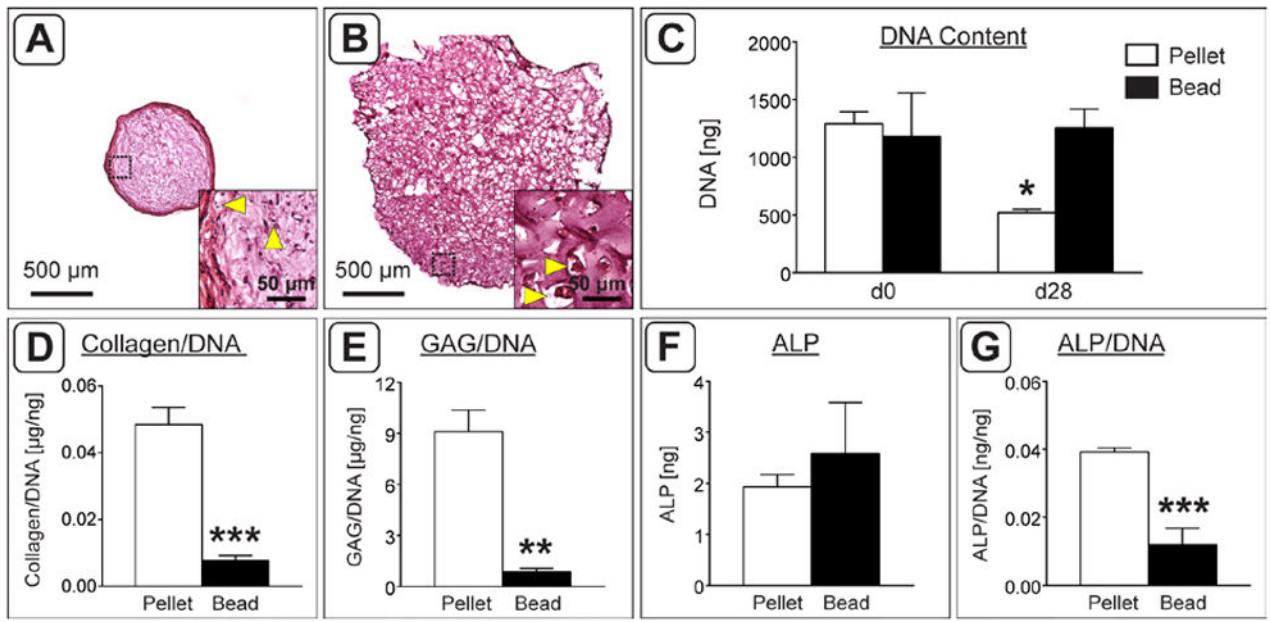 A
500 µm
50 µm
B
500 µm
50 µm
C
DNA Content
Pellet
Bead
DNA [ng]
2000
1500
1000
500
0
*
d0
d28
D
Collagen/DNA
Collagen/DNA [µg/ng]
0.06
0.04
0.02
0.00
***
Pellet
Bead
E
GAG/DNA
GAG/DNA [µg/ng]
12
9
6
3
0
**
Pellet
Bead
F
ALP
ALP [ng]
4
3
2
1
0
Pellet
Bead
G
ALP/DNA
ALP/DNA [ng/ng]
0.06
0.04
0.02
0.00
***
Pellet
Bead